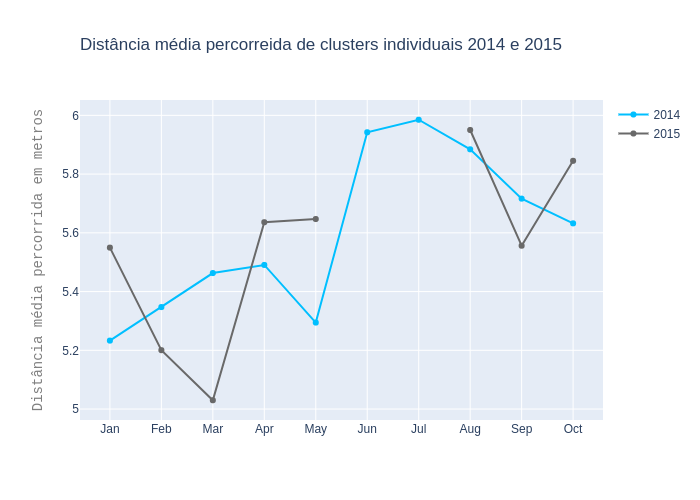 Distância média percorreida de clusters individuais 2014 e 2015
Distância média percorrida em metros
6
5.8
5.6
5.4
5.2
5
Jan Feb Mar Apr May Jun Jul Aug Sep Oct
2014
2015